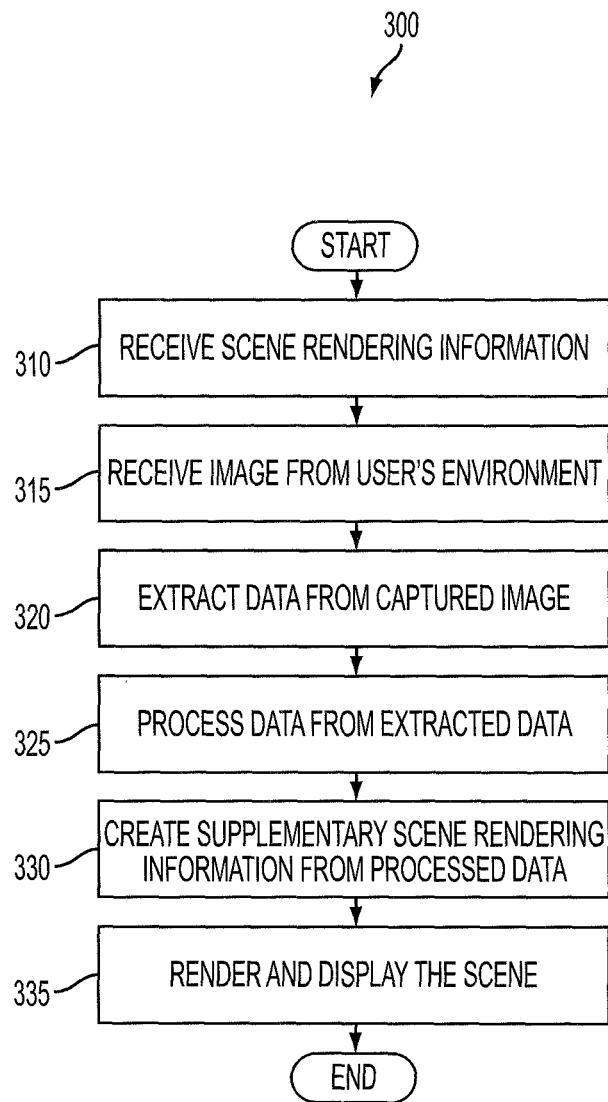 300
START
310
RECEIVE SCENE RENDERING INFORMATION
315
RECEIVE IMAGE FROM USER'S ENVIRONMENT
320
EXTRACT DATA FROM CAPTURED IMAGE
325
PROCESS DATA FROM EXTRACTED DATA
330
CREATE SUPPLEMENTARY SCENE RENDERING
INFORMATION FROM PROCESSED DATA
335
RENDER AND DISPLAY THE SCENE
END